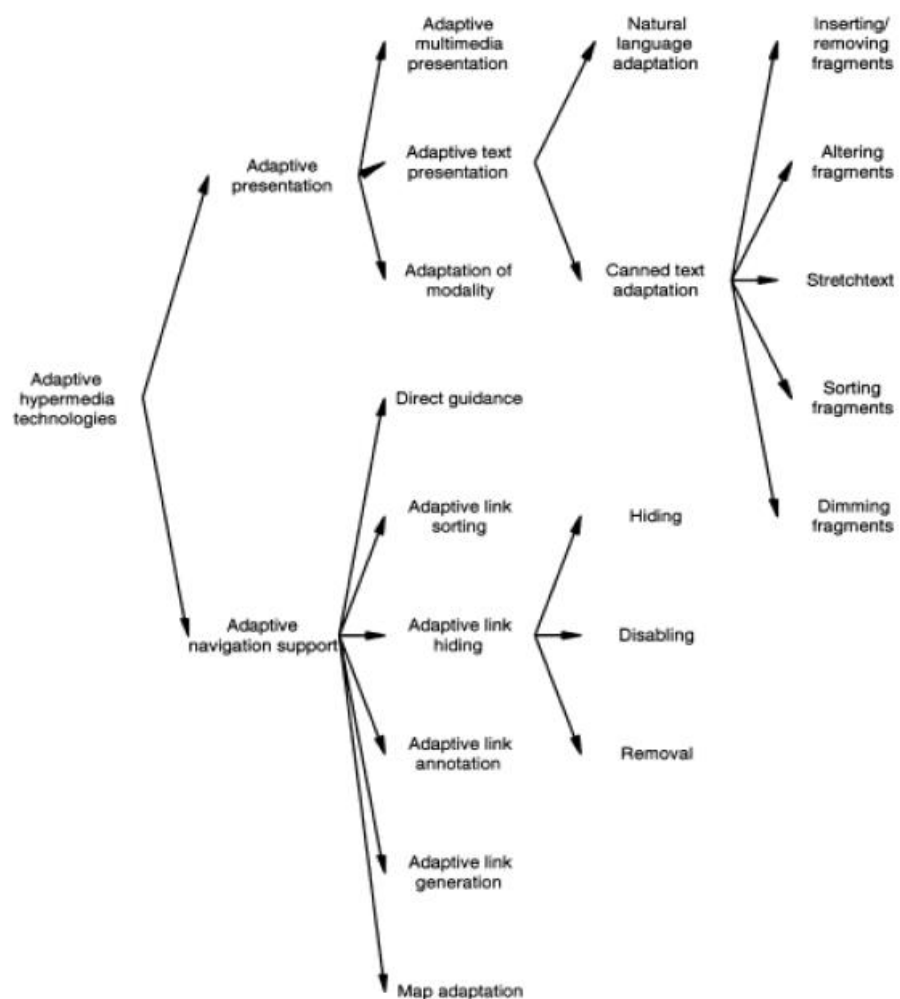 Adaptive
multimedia
presentation
Natural
language
adaptation
Inserting/
removing
fragments
Adaptive
presentation
Adaptive text
presentation
Altering
fragments
Adaptation of
modality
Canned text
adaptation
Stretchtext
Adaptive
hypermedia
technologies
Direct guidance
Sorting
fragments
Adaptive link
sorting
Hiding
Dimming
fragments
Adaptive
navigation support
Adaptive link
hiding
Disabling
Adaptive link
annotation
Removal
Adaptive link
generation
Map adaptation